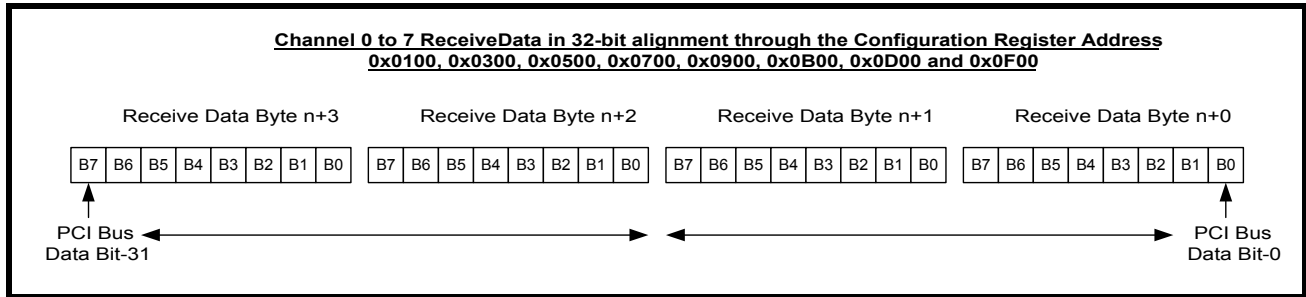 Channel 0 to 7 ReceiveData in 32-bit alignment through the Configuration Register Address
0x0100, 0x0300, 0x0500, 0x0700, 0x0900, 0x0B00, 0x0D00 and 0x0F00
Receive Data Byte n+3 Receive Data Byte n+2 Receive Data Byte n+1 Receive Data Byte n+0
B7 B6 B5 B4 B3 B2 B1 B0 B7 B6 B5 B4 B3 B2 B1 B0 B7 B6 B5 B4 B3 B2 B1 B0 B7 B6 B5 B4 B3 B2 B1 B0
PCI Bus PCI Bus
Data Bit-31 Data Bit-0